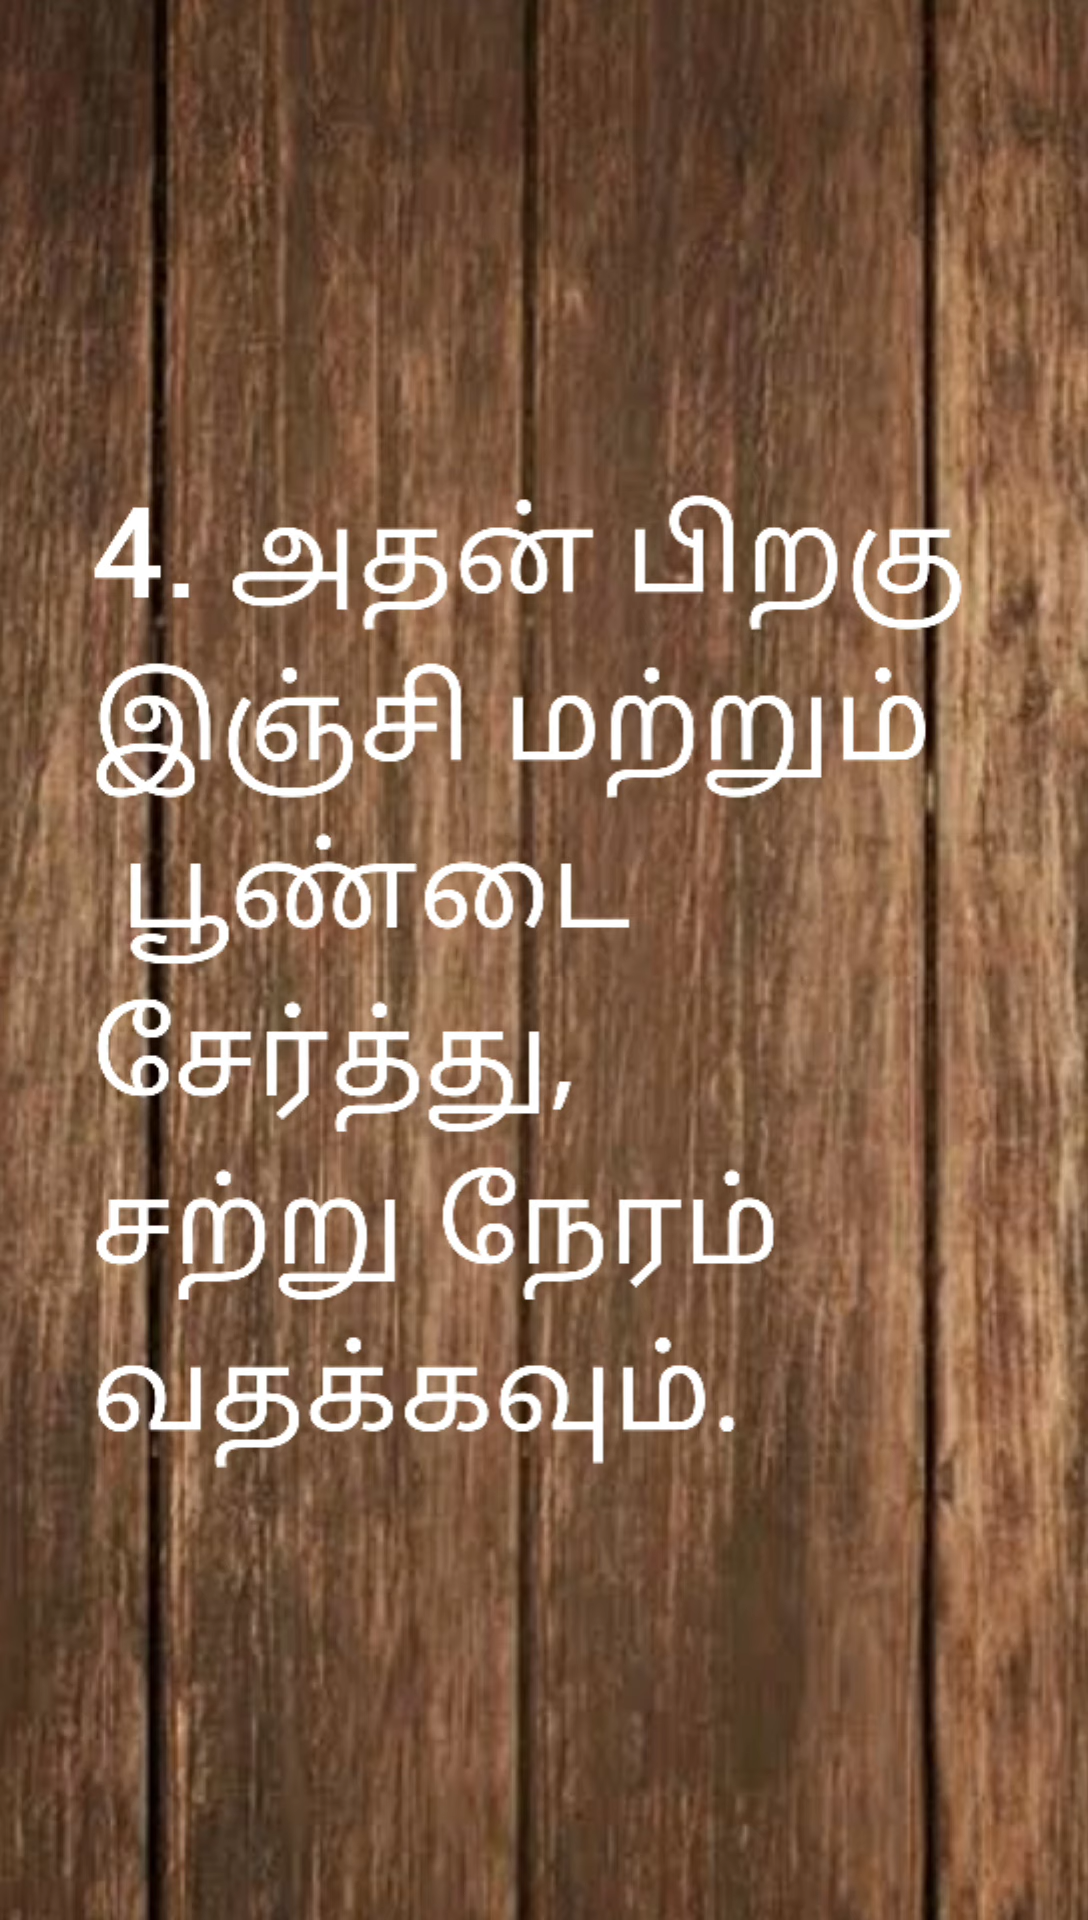 4. அதன் பிறகு
இஞ்சி மற்றும்
பூண்டை
சேர்த்து,
சற்று நேரம்
வதக்கவும்.